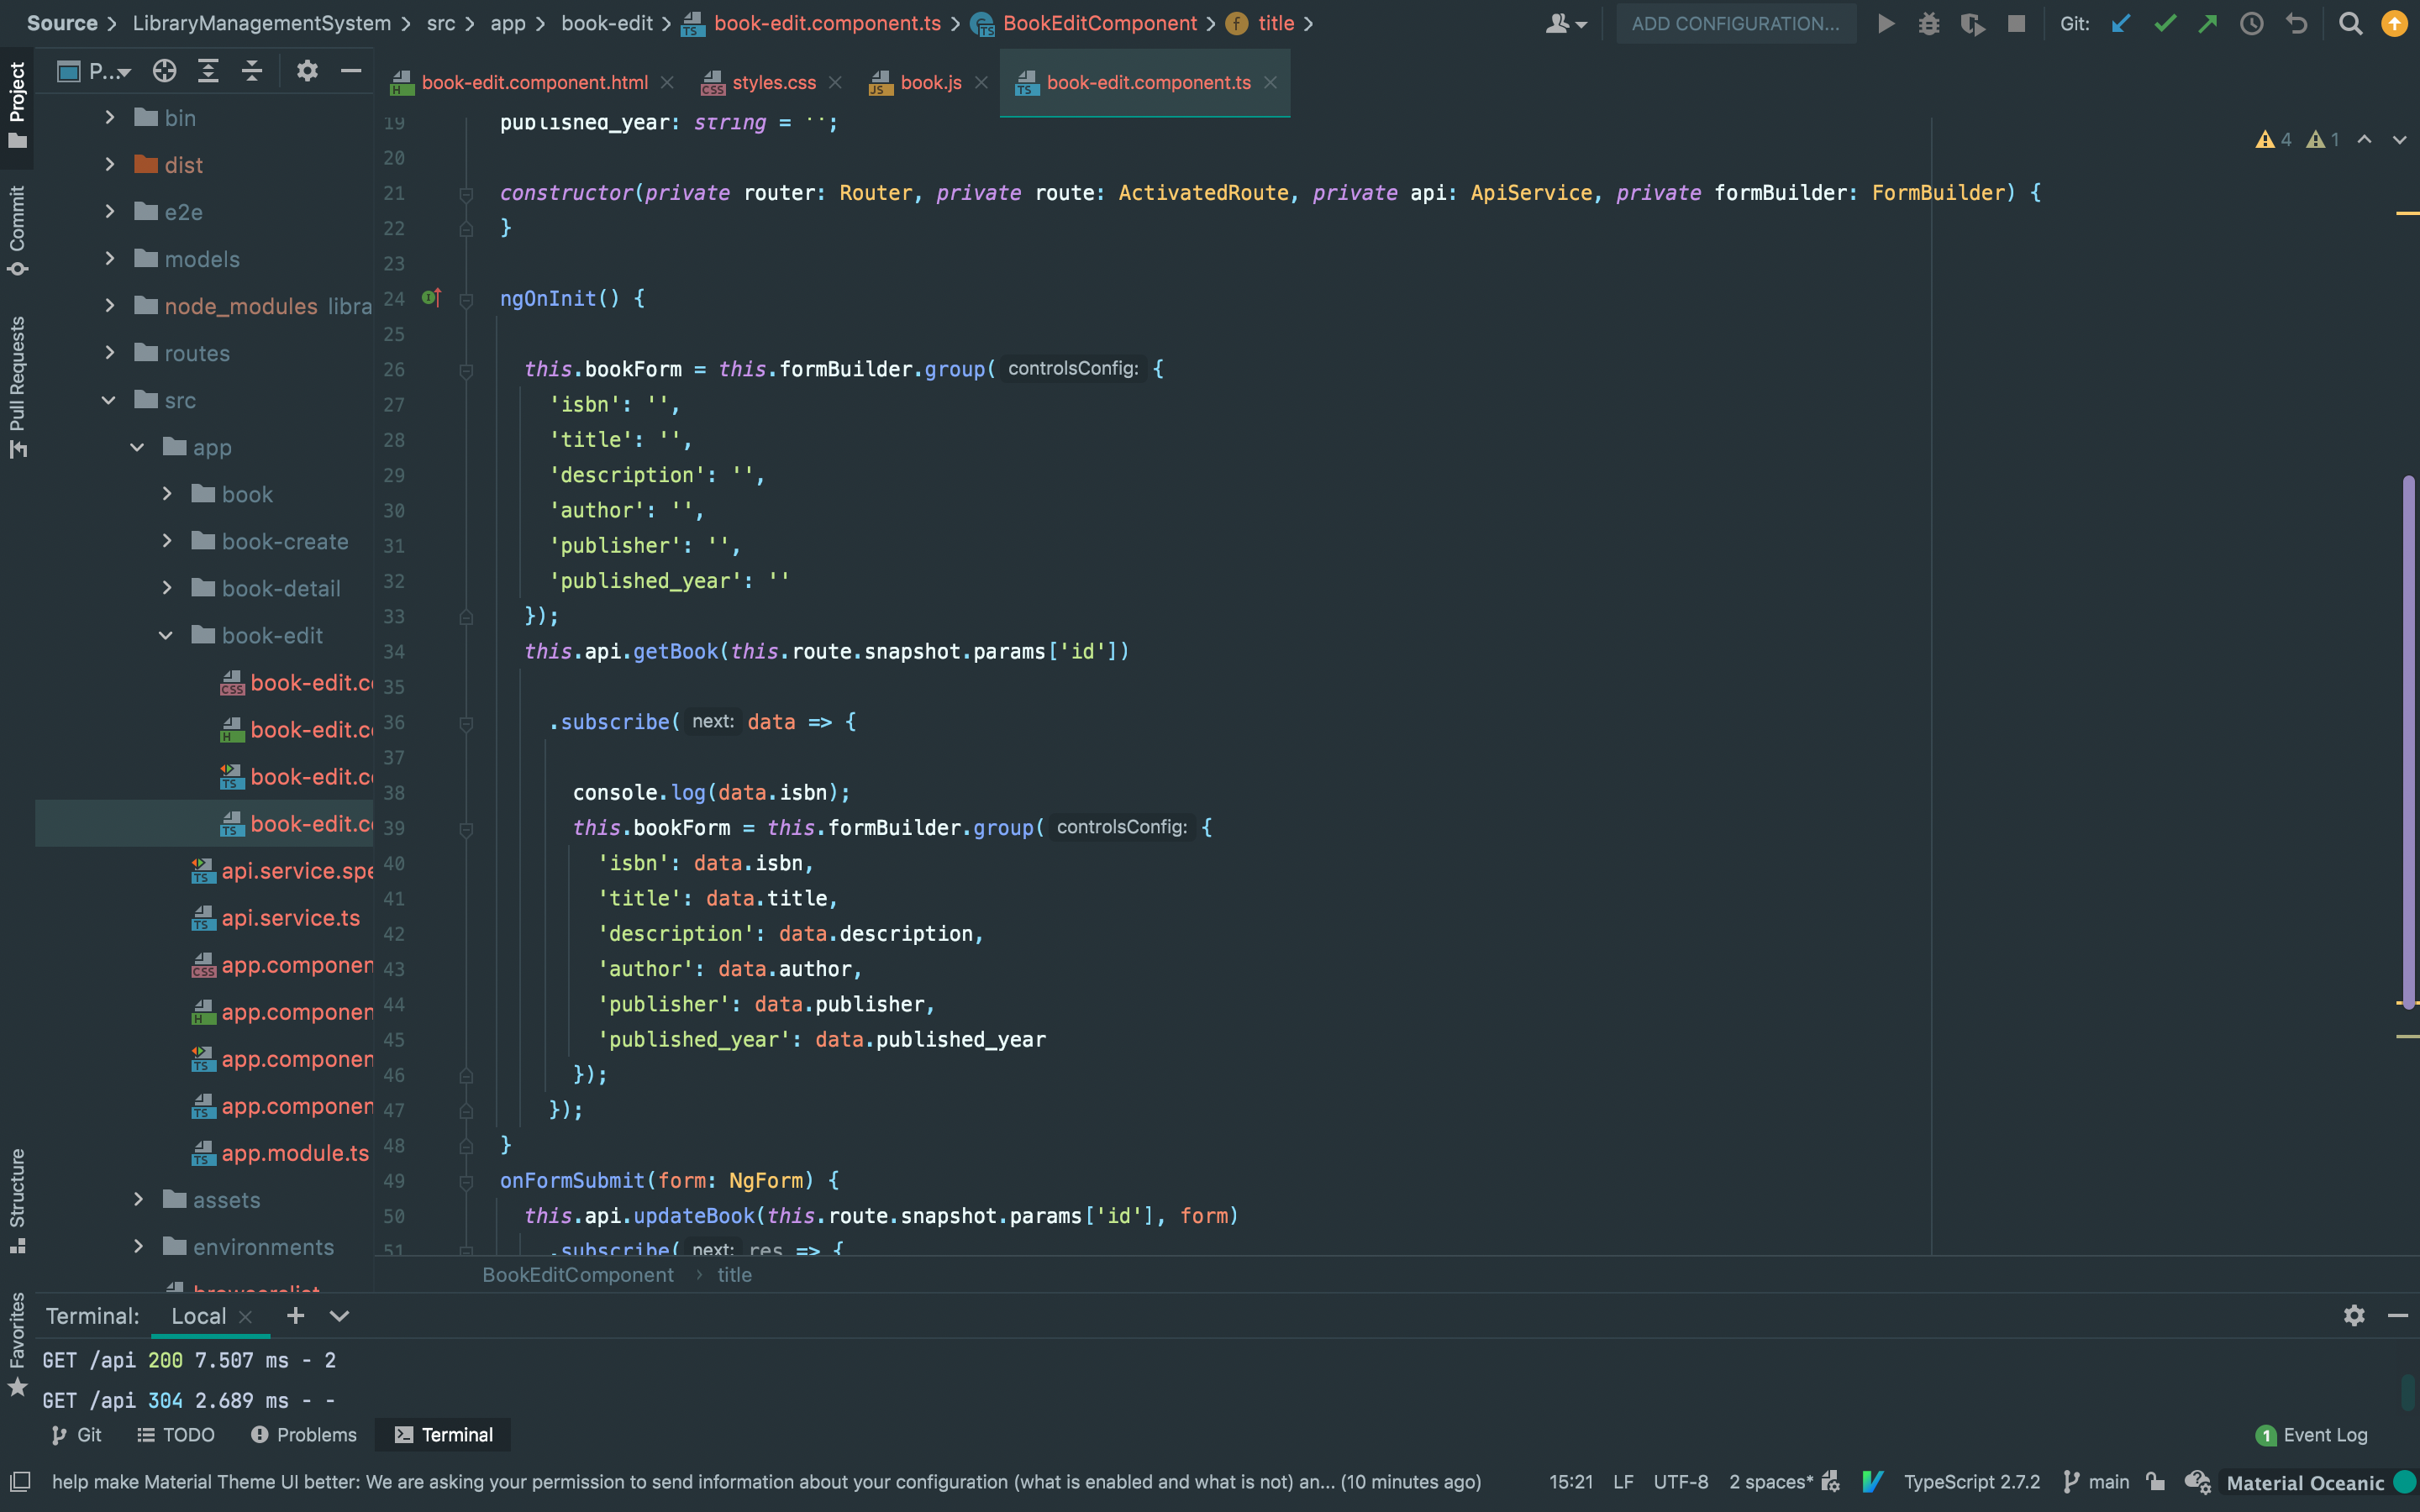 Source > LibraryManagementSystem > src > app > book-edit > book-edit.component.ts > BookEditComponent > title >
ADD CONFIGURATION...
Git:
P...
book-edit.component.html
styles.css
book.js
book-edit.component.ts
Project
Commit
Pull Requests
Structure
Favorites
bin
dist
e2e
models
node_modules libra
routes
src
app
book
book-create
book-detail
book-edit
book-edit.co
book-edit.co
book-edit.co
book-edit.co
api.service.spe
api.service.ts
app.componen
app.componen
app.componen
app.componen
app.module.ts
assets
environments
browserslist
4 1
19 published_year: string = '';
20
21 constructor(private router: Router, private route: ActivatedRoute, private api: ApiService, private formBuilder: FormBuilder) {
22 }
23
24 ngOnInit() {
25
26 this.bookForm = this.formBuilder.group( controlsConfig: {
27 'isbn': '',
28 'title': '',
29 'description': '',
30 'author': '',
31 'publisher': '',
32 'published_year': ''
33 });
34 this.api.getBook(this.route.snapshot.params['id'])
35
36 .subscribe( next: data => {
37
38 console.log(data.isbn);
39 this.bookForm = this.formBuilder.group( controlsConfig: {
40 'isbn': data.isbn,
41 'title': data.title,
42 'description': data.description,
43 'author': data.author,
44 'publisher': data.publisher,
45 'published_year': data.published_year
46 });
47 });
48 }
49 onFormSubmit(form: NgForm) {
50 this.api.updateBook(this.route.snapshot.params['id'], form)
51 .subscribe( next: res => {
BookEditComponent > title
Terminal: Local
GET /api 200 7.507 ms - 2
GET /api 304 2.689 ms - -
Git TODO Problems Terminal
1 Event Log
help make Material Theme UI better: We are asking your permission to send information about your configuration (what is enabled and what is not) an... (10 minutes ago)
15:21 LF UTF-8 2 spaces* TypeScript 2.7.2 main Material Oceanic